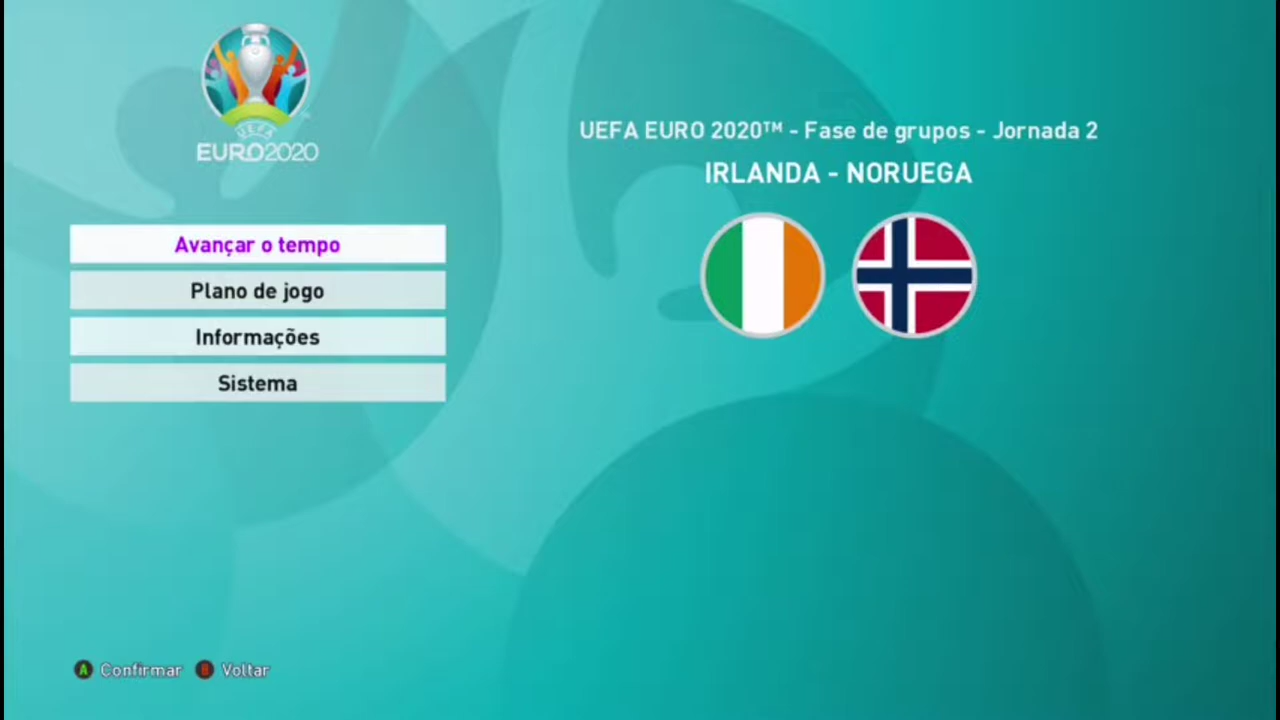 UEFA
EURO2020
UEFA EURO 2020™ - Fase de grupos - Jornada 2
IRLANDA - NORUEGA
Avançar o tempo
Plano de jogo
Informações
Sistema
A Confirmar B Voltar